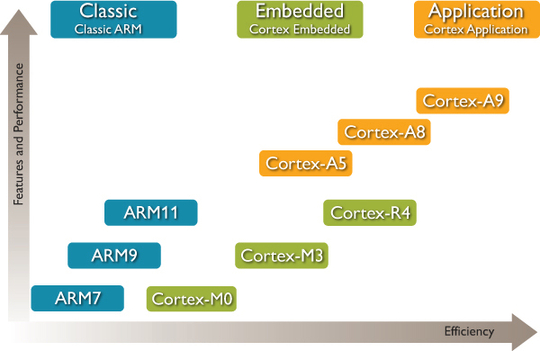 Classic
Classic ARM
Embedded
Cortex Embedded
Application
Cortex Application
Features and Performance
Cortex-A9
Cortex-A8
Cortex-A5
ARM11
Cortex-R4
ARM9
Cortex-M3
ARM7
Cortex-M0
Efficiency